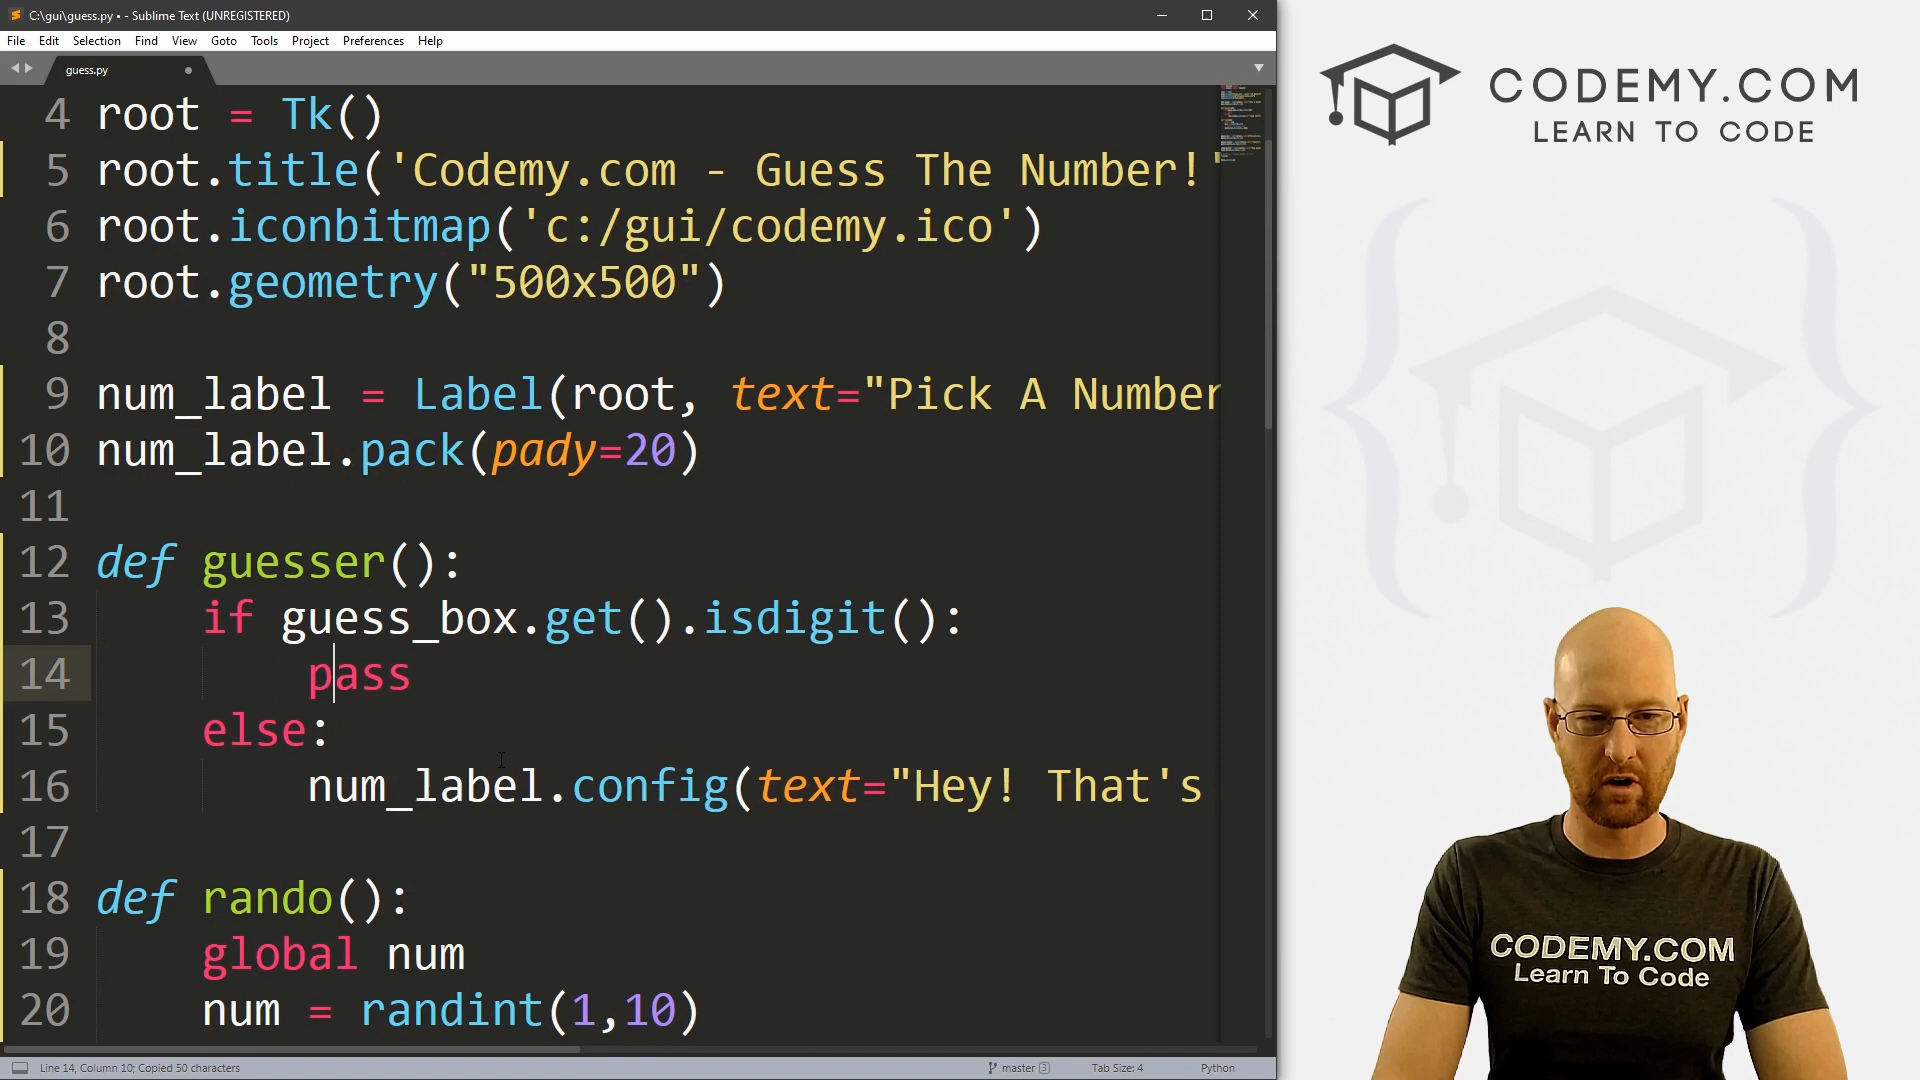 C:\gui\guess.py • - Sublime Text (UNREGISTERED)
File Edit Selection Find View Goto Tools Project Preferences Help
guess.py
4 root = Tk()
5 root.title('Codemy.com - Guess The Number!
6 root.iconbitmap('c:/gui/codemy.ico')
7 root.geometry("500x500")
8
9 num_label = Label(root, text="Pick A Number
10 num_label.pack(pady=20)
11
12 def guesser():
13 if guess_box.get().isdigit():
14 pass
15 else:
16 num_label.config(text="Hey! That's
17
18 def rando():
19 global num
20 num = randint(1,10)
Line 14, Column 10; Copied 50 characters
master 3
Tab Size: 4
Python
CODEMY.COM
LEARN TO CODE
CODEMY.COM
Learn To Code